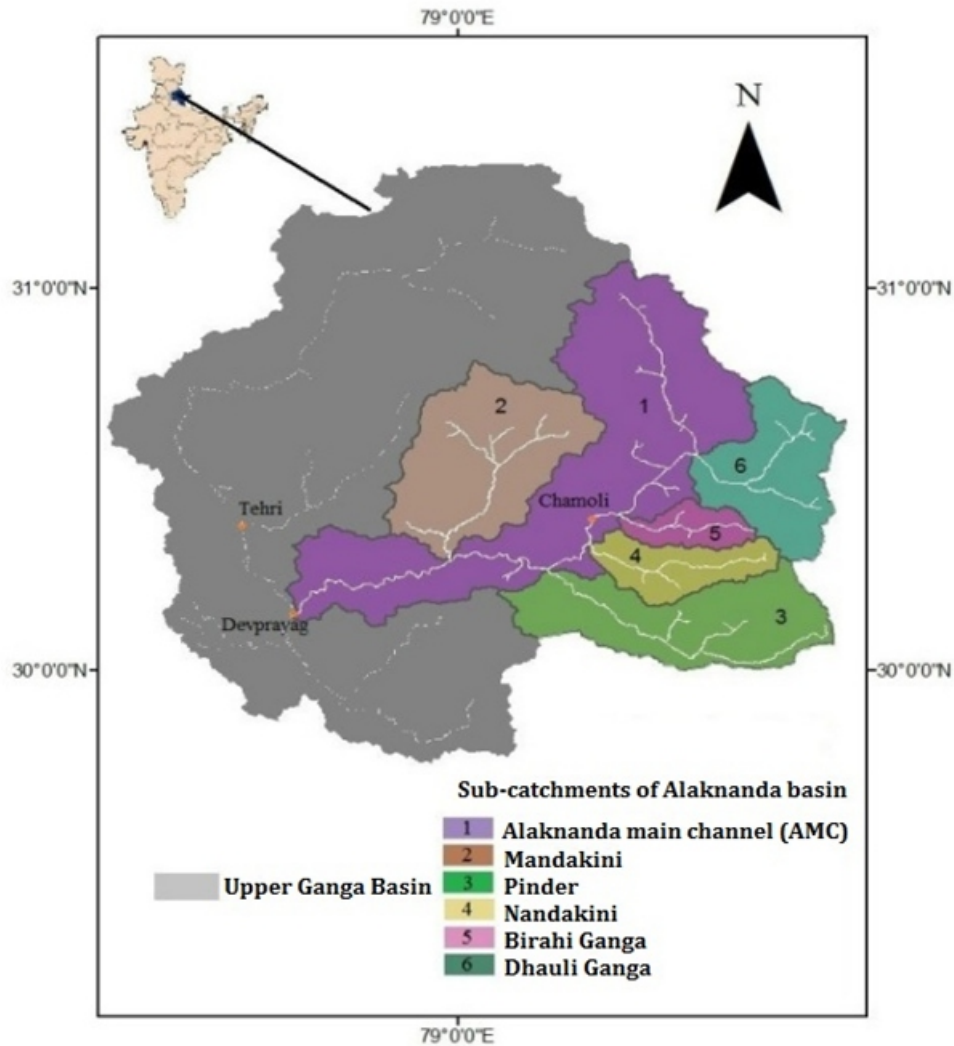 79°0'0"E
N
31°0'0"N
31°0'0"N
2
1
6
Chamoli
Tehri
5
4
Devprayag
3
30°0'0"N
30°0'0"N
Sub-catchments of Alaknanda basin
1 Alaknanda main channel (AMC)
2 Mandakini
Upper Ganga Basin
3 Pinder
4 Nandakini
5 Birahi Ganga
6 Dhauli Ganga
79°0'0"E